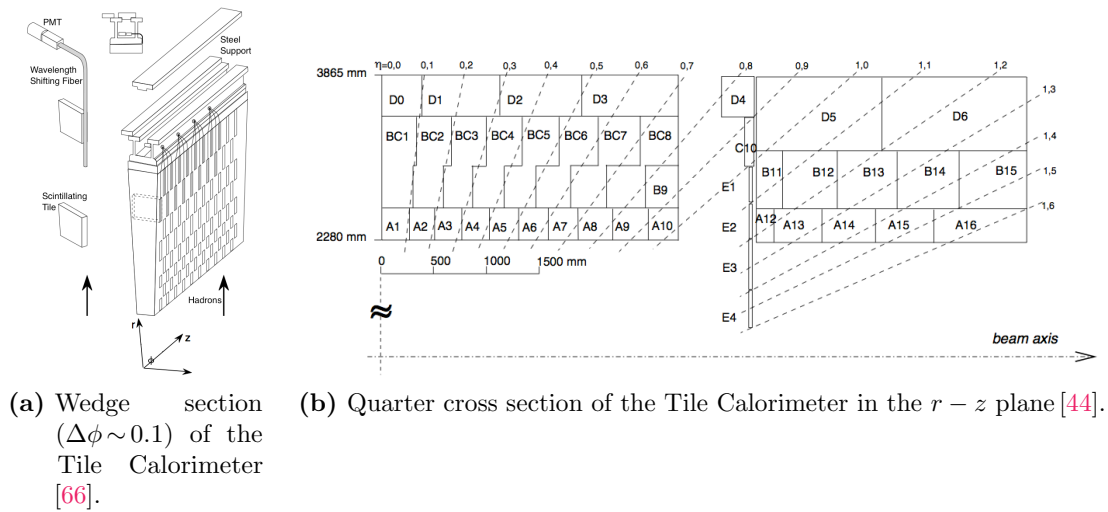 PMT
Steel
Support
Wavelength
Shifting Fiber
Scintillating
Tile
Hadrons
r
z
ϕ
η=0,0 0,1 0,2 0,3 0,4 0,5 0,6 0,7 0,8 0,9 1,0 1,1 1,2
3865 mm
1,3
D0 D1 D2 D3 D4 D5 D6
1,4
BC1 BC2 BC3 BC4 BC5 BC6 BC7 BC8 C10
1,5
B9 E1 B11 B12 B13 B14 B15
1,6
A1 A2 A3 A4 A5 A6 A7 A8 A9 A10 E2 A12 A13 A14 A15 A16
2280 mm
0 500 1000 1500 mm
E3
E4
≈
beam axis
(a) Wedge section
(Δϕ∼0.1) of the
Tile Calorimeter
[66].
(b) Quarter cross section of the Tile Calorimeter in the r − z plane [44].